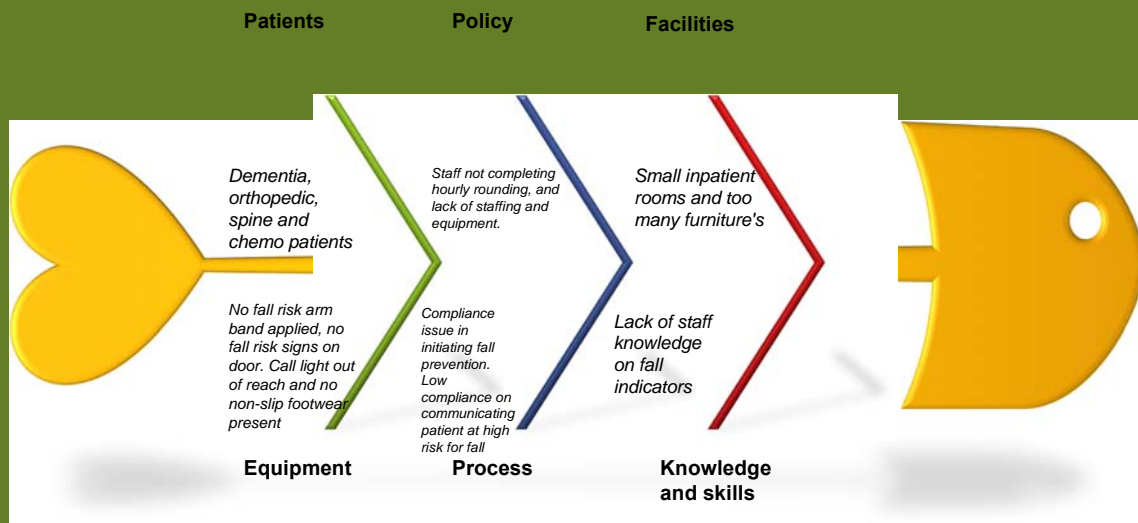 Patients
Policy
Facilities
Dementia,
orthopedic,
spine and
chemo patients
Staff not completing
hourly rounding, and
lack of staffing and
equipment.
Small inpatient
rooms and too
many furniture's
No fall risk arm
band applied, no
fall risk signs on
door. Call light out
of reach and no
non-slip footwear
present
Compliance
issue in
initiating fall
prevention.
Low
compliance on
communicating
patient at high
risk for fall
Lack of staff
knowledge
on fall
indicators
Equipment
Process
Knowledge
and skills